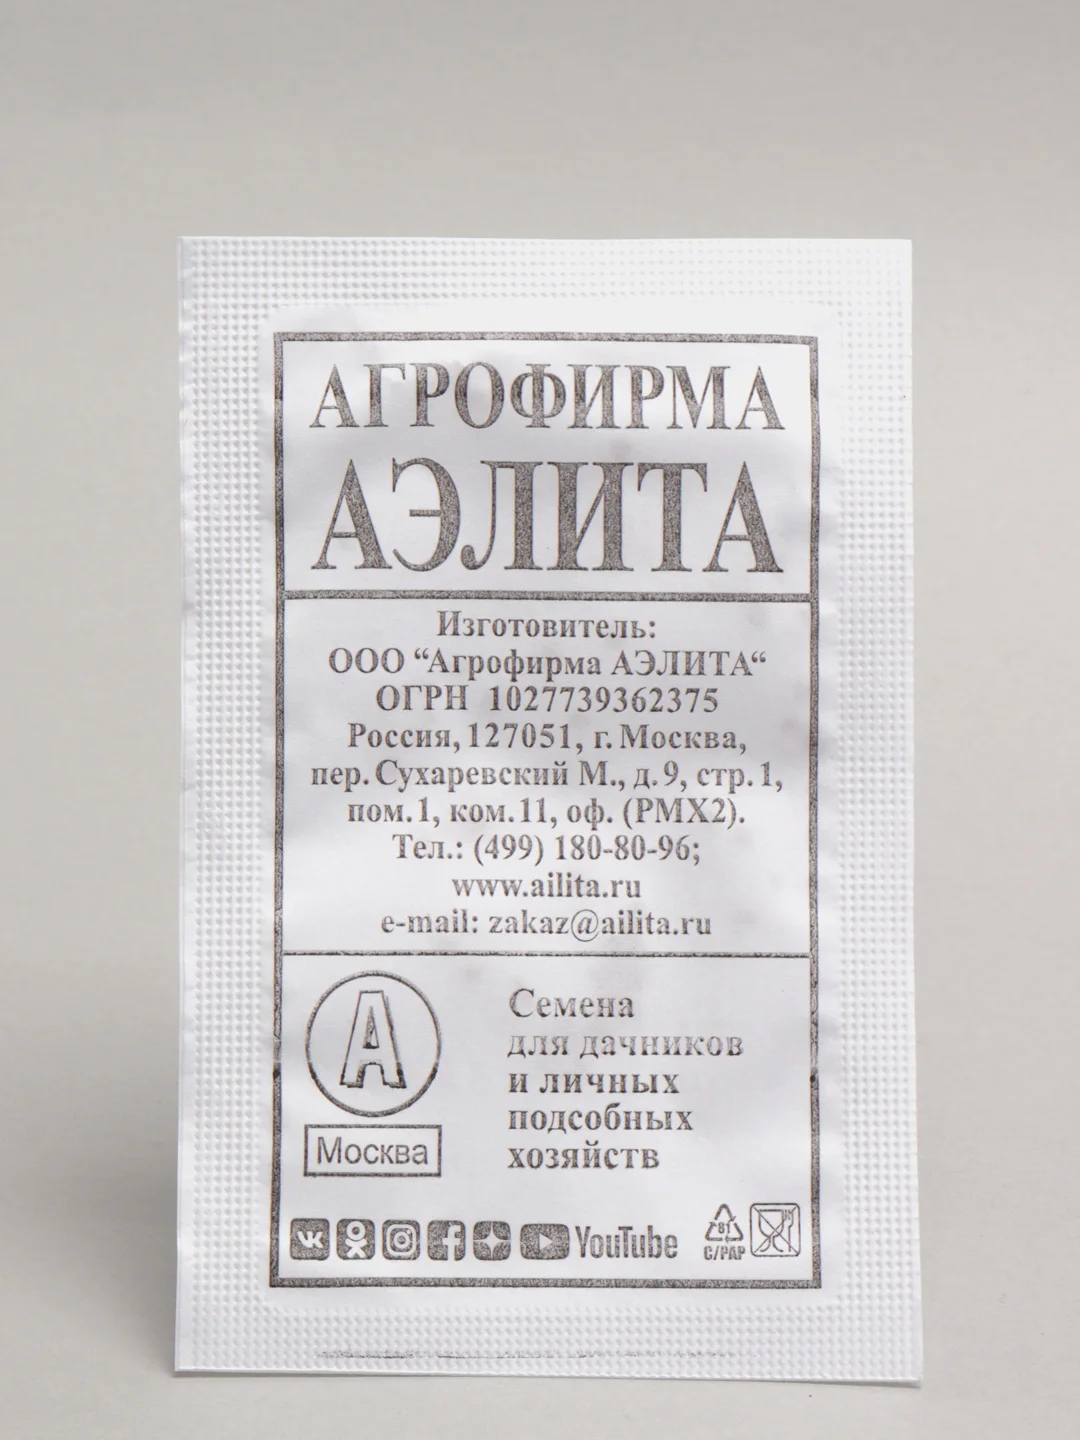 АГРОФИРМА
АЭЛИТА
Изготовитель:
ООО “Агрофирма АЭЛИТА“
ОГРН 1027739362375
Россия, 127051, г. Москва,
пер. Сухаревский М., д. 9, стр. 1,
пом. 1, ком. 11, оф. (РМХ2).
Тел.: (499) 180-80-96;
www.ailita.ru
e-mail: zakaz@ailita.ru
А
Москва
Семена
для дачников
и личных
подсобных
хозяйств
YouTube
81
C/PAP